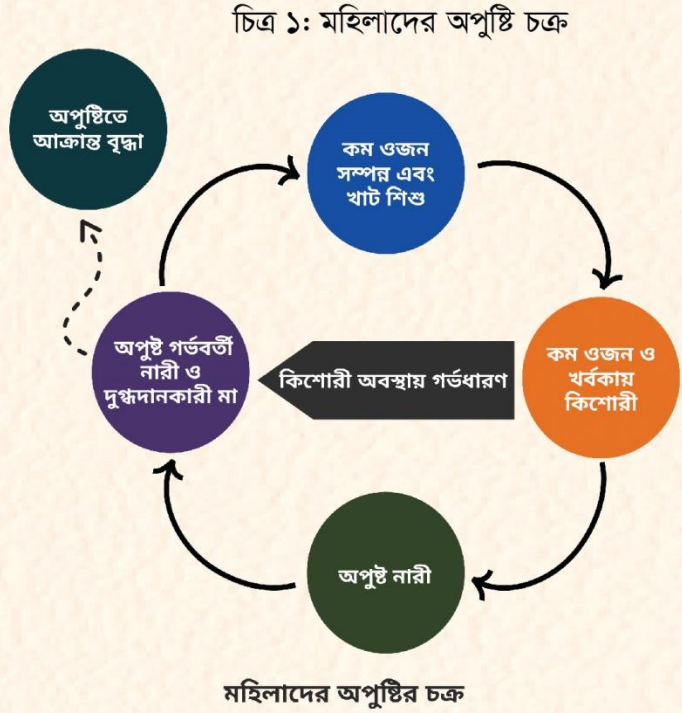 চিত্র ১: মহিলাদের অপুষ্টি চক্র
অপুষ্টিতে
আক্রান্ত বৃদ্ধা
কম ওজন
সম্পন্ন এবং
খাট শিশু
কম ওজন ও
খর্বকায়
কিশোরী
কিশোরী অবস্থায় গর্ভধারণ
অপুষ্ট গর্ভবর্তী
নারী ও
দুগ্ধদানকারী মা
অপুষ্ট নারী
মহিলাদের অপুষ্টির চক্র